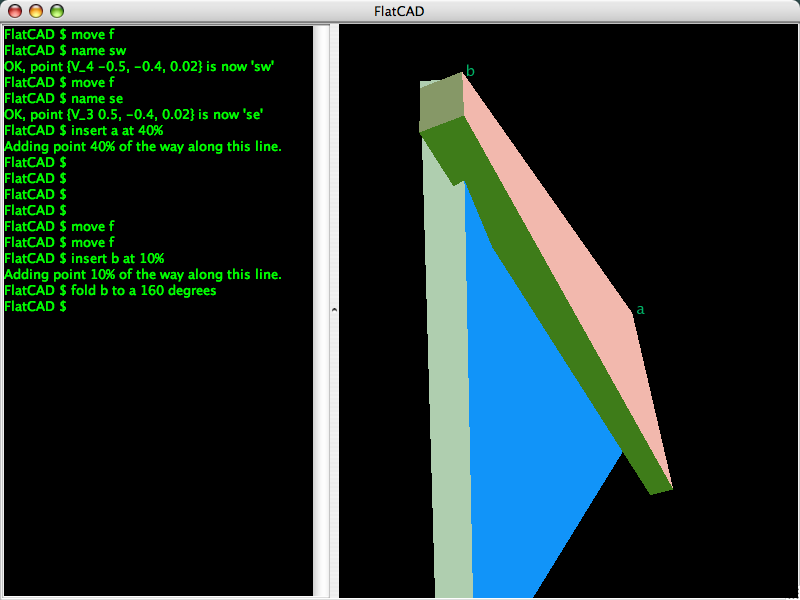 FlatCAD
FlatCAD $ move f
FlatCAD $ name sw
OK, point {V_4 -0.5, -0.4, 0.02} is now 'sw'
FlatCAD $ move f
FlatCAD $ name se
OK, point {V_3 0.5, -0.4, 0.02} is now 'se'
FlatCAD $ insert a at 40%
Adding point 40% of the way along this line.
FlatCAD $
FlatCAD $
FlatCAD $
FlatCAD $
FlatCAD $ move f
FlatCAD $ move f
FlatCAD $ insert b at 10%
Adding point 10% of the way along this line.
FlatCAD $ fold b to a 160 degrees
FlatCAD $
b
a